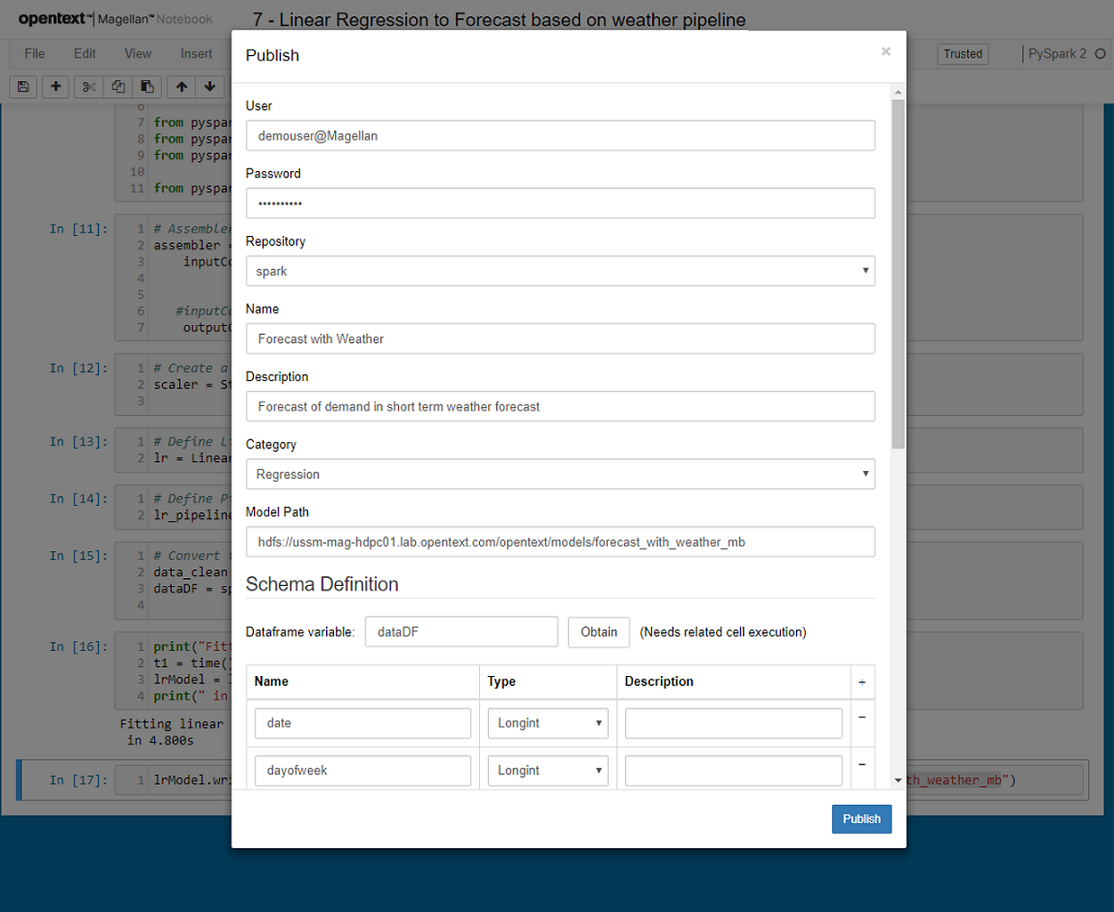 opentext™ | Magellan™ Notebook
7 - Linear Regression to Forecast based on weather pipeline
File Edit View Insert
Trusted
PySpark 2
Publish
×
User
demouser@Magellan
Password
••••••••••
Repository
spark
Name
Forecast with Weather
Description
Forecast of demand in short term weather forecast
Category
Regression
Model Path
hdfs://ussm-mag-hdpc01.lab.opentext.com/opentext/models/forecast_with_weather_mb
Schema Definition
Dataframe variable: dataDF Obtain (Needs related cell execution)
Name Type Description +
date Longint −
dayofweek Longint −
Publish
6
7 from pyspar
8 from pyspar
9 from pyspar
10
11 from pyspar
In [11]:
1 # Assembler
2 assembler =
3 inputCo
4
5
6 #inputCo
7 outputC
In [12]:
1 # Create a
2 scaler = St
3
In [13]:
1 # Define Li
2 lr = Linear
In [14]:
1 # Define Pi
2 lr_pipeline
In [15]:
1 # Convert
2 data_clean
3 dataDF = sp
4
In [16]:
1 print("Fitt
2 t1 = time()
3 lrModel =
4 print(" in
Fitting linear
in 4.800s
In [17]:
1 lrModel.wri th_weather_mb")